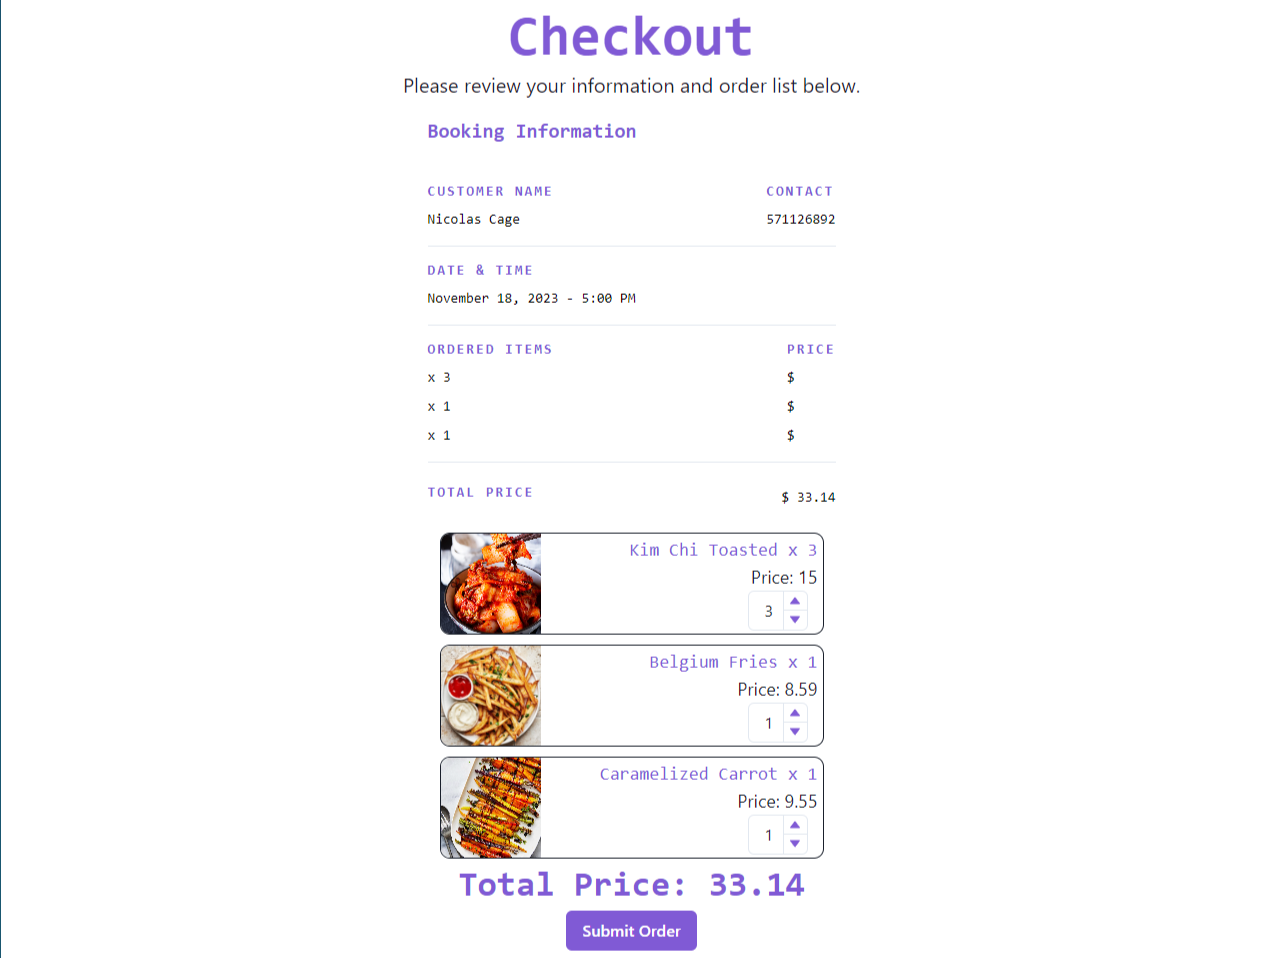 Checkout
Please review your information and order list below.
Booking Information
CUSTOMER NAME CONTACT
Nicolas Cage 571126892
DATE & TIME
November 18, 2023 - 5:00 PM
ORDERED ITEMS PRICE
x 3 $
x 1 $
x 1 $
TOTAL PRICE $ 33.14
Kim Chi Toasted x 3
Price: 15
3
Belgium Fries x 1
Price: 8.59
1
Caramelized Carrot x 1
Price: 9.55
1
Total Price: 33.14
Submit Order